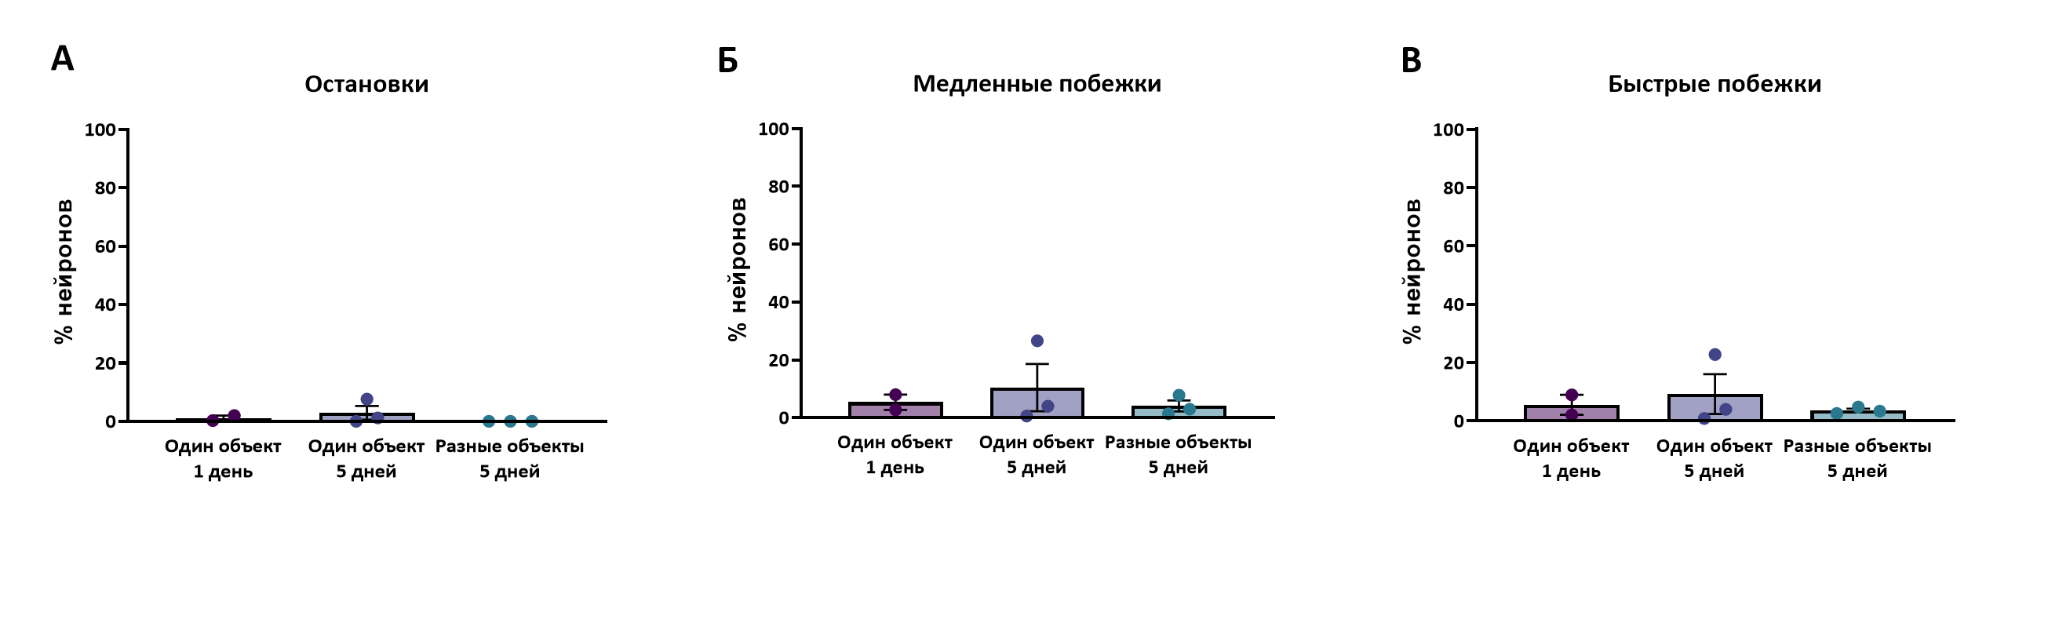 А
Остановки
% нейронов
100
80
60
40
20
0
Один объект
1 день
Один объект
5 дней
Разные объекты
5 дней
Б
Медленные побежки
% нейронов
100
80
60
40
20
0
Один объект
1 день
Один объект
5 дней
Разные объекты
5 дней
В
Быстрые побежки
% нейронов
100
80
60
40
20
0
Один объект
1 день
Один объект
5 дней
Разные объекты
5 дней